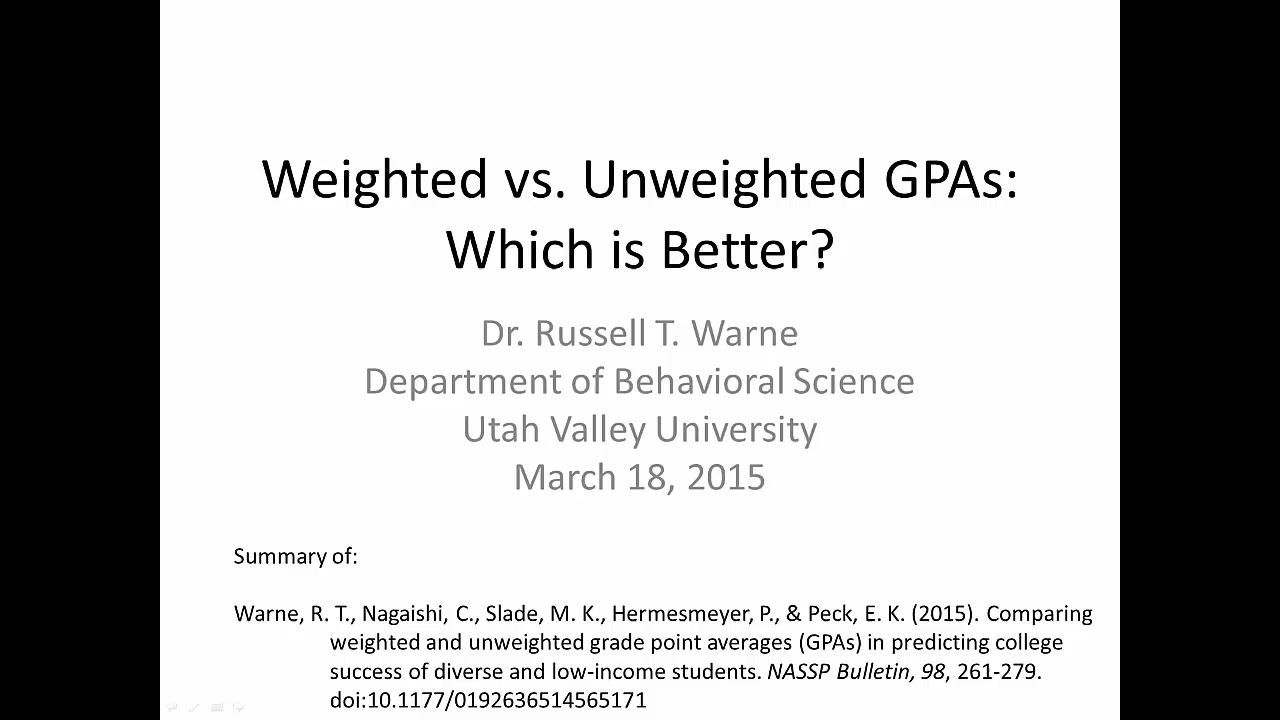 Weighted vs. Unweighted GPAs:
Which is Better?
Dr. Russell T. Warne
Department of Behavioral Science
Utah Valley University
March 18, 2015
Summary of:
Warne, R. T., Nagaishi, C., Slade, M. K., Hermesmeyer, P., & Peck, E. K. (2015). Comparing
weighted and unweighted grade point averages (GPAs) in predicting college
success of diverse and low-income students. NASSP Bulletin, 98, 261-279.
doi:10.1177/0192636514565171